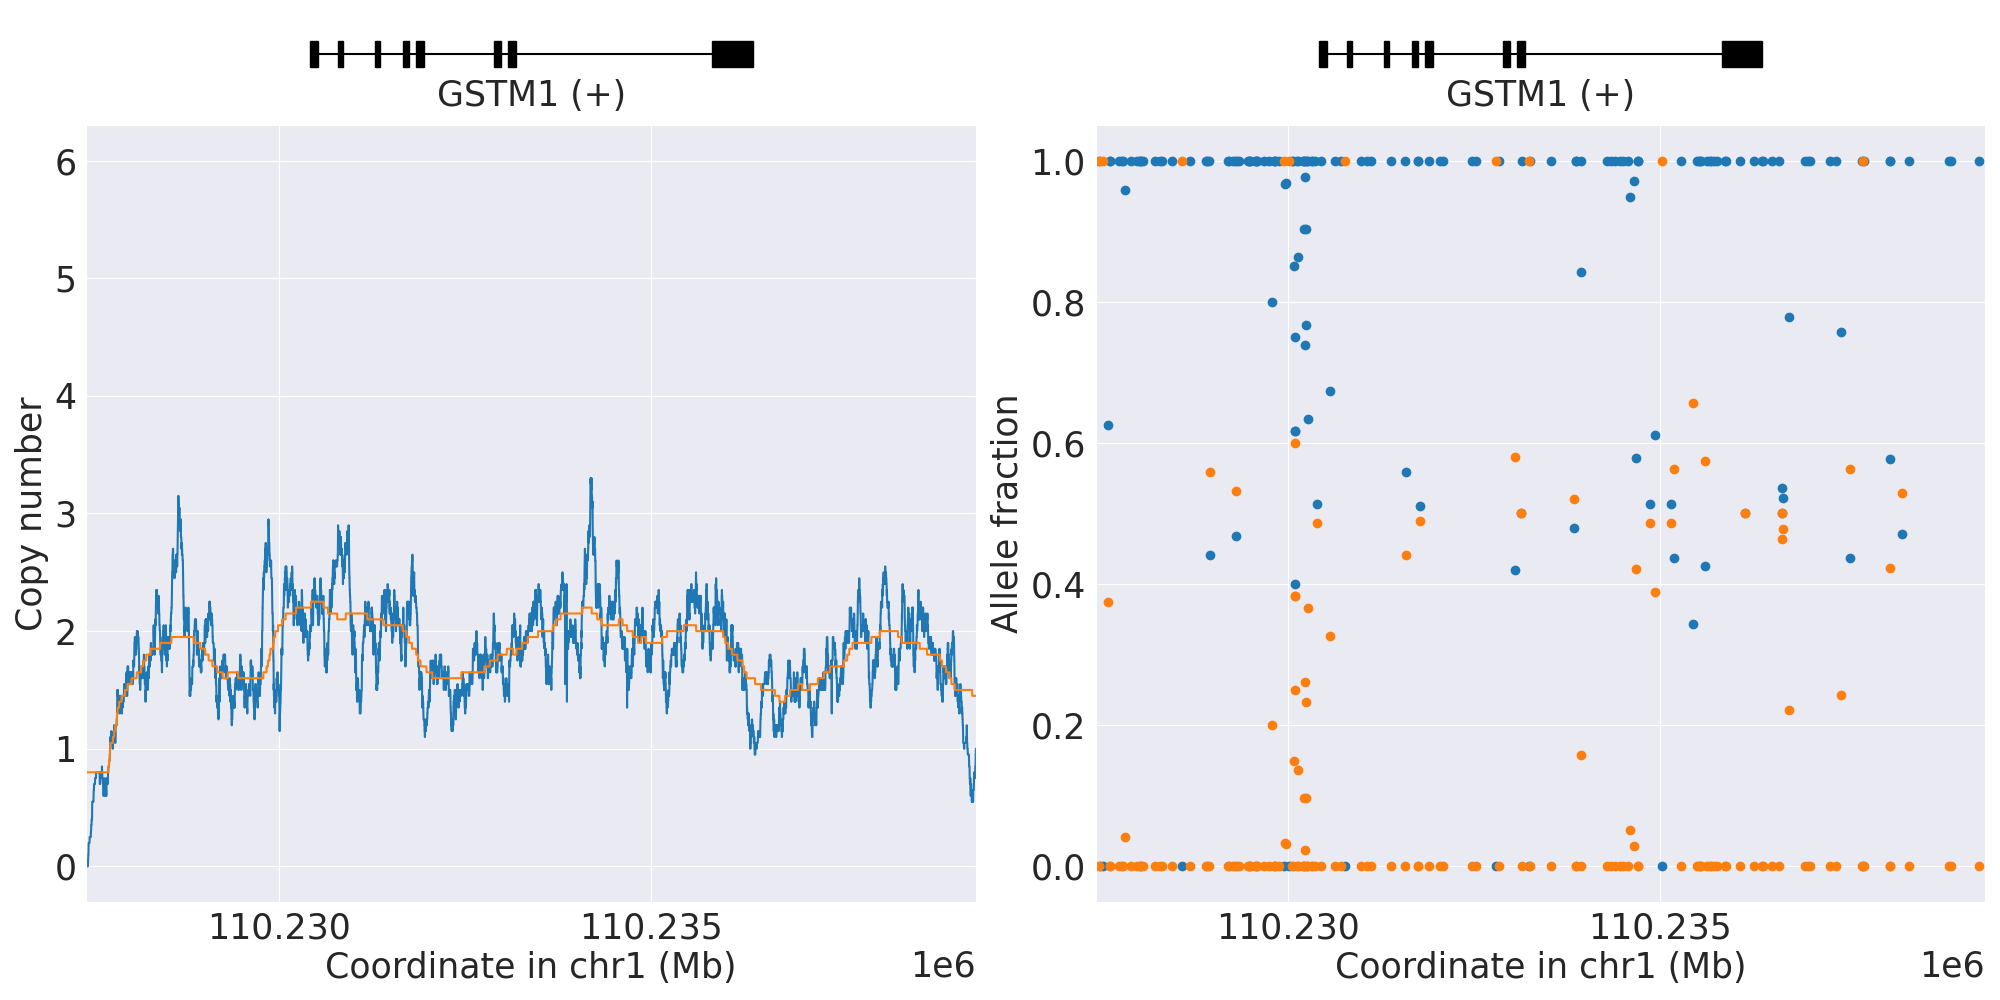 GSTM1 (+)
6
5
4
3
2
1
0
Copy number
110.230
110.235
Coordinate in chr1 (Mb)
1e6
GSTM1 (+)
1.0
0.8
0.6
0.4
0.2
0.0
Allele fraction
110.230
110.235
Coordinate in chr1 (Mb)
1e6